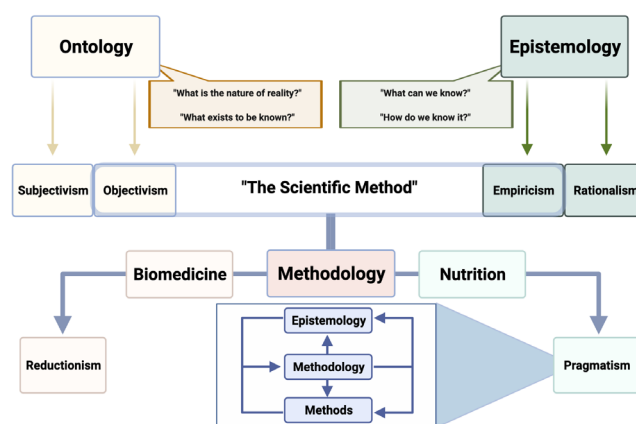 Ontology
Epistemology
"What is the nature of reality?"
"What exists to be known?"
"What can we know?"
"How do we know it?"
Subjectivism
Objectivism
"The Scientific Method"
Empiricism
Rationalism
Biomedicine
Methodology
Nutrition
Reductionism
Epistemology
Methodology
Methods
Pragmatism